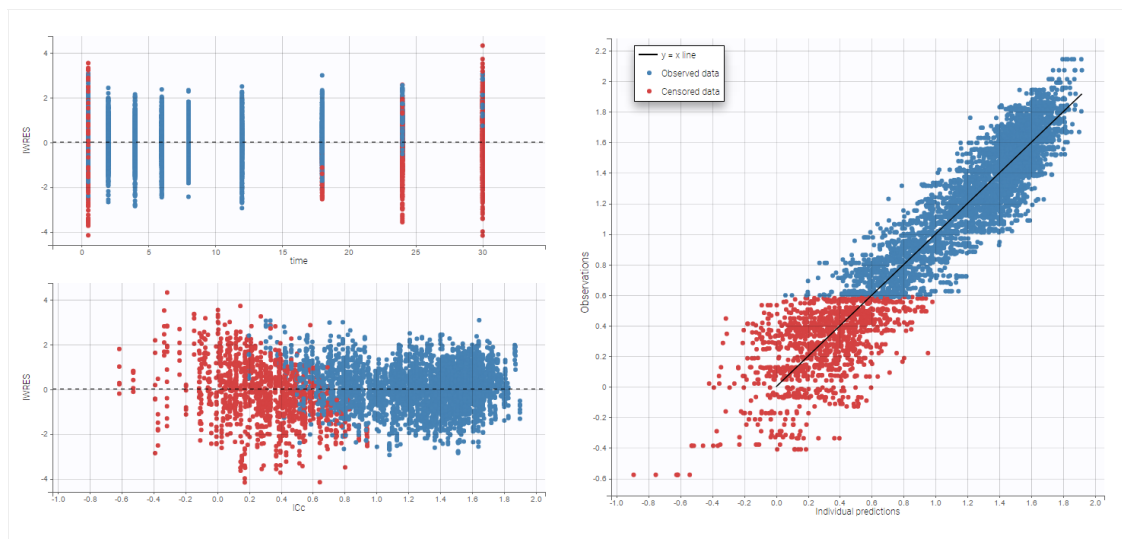 4
2
0
-2
-4
IWRES
0 5 10 15 20 25 30
time
4
2
0
-2
-4
IWRES
-1.0 -0.8 -0.6 -0.4 -0.2 0.0 0.2 0.4 0.6 0.8 1.0 1.2 1.4 1.6 1.8 2.0
iCc
y = x line
Observed data
Censored data
2.2
2
1.8
1.6
1.4
1.2
1
0.8
0.6
0.4
0.2
0
-0.2
-0.4
-0.6
Observations
-1.0 -0.8 -0.6 -0.4 -0.2 0.0 0.2 0.4 0.6 0.8 1.0 1.2 1.4 1.6 1.8 2.0
Individual predictions